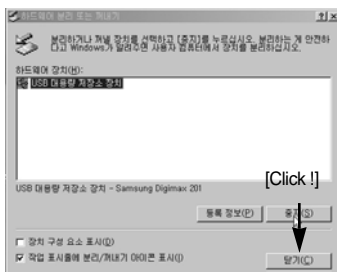 하드웨어 분리 또는 꺼내기
분리하거나 꺼낼 장치를 선택하고 [중지]를 누르십시오. 분리하는 게 안전하
다고 Windows가 알려주면 사용자 컴퓨터에서 장치를 분리하십시오.
하드웨어 장치(H):
USB 대용량 저장소 장치
USB 대용량 저장소 장치 - Samsung Digimax 201
[Click !]
등록 정보(P) 중지(S)
장치 구성 요소 표시(D)
작업 표시줄에 분리/꺼내기 아이콘 표시(I)
닫기(C)